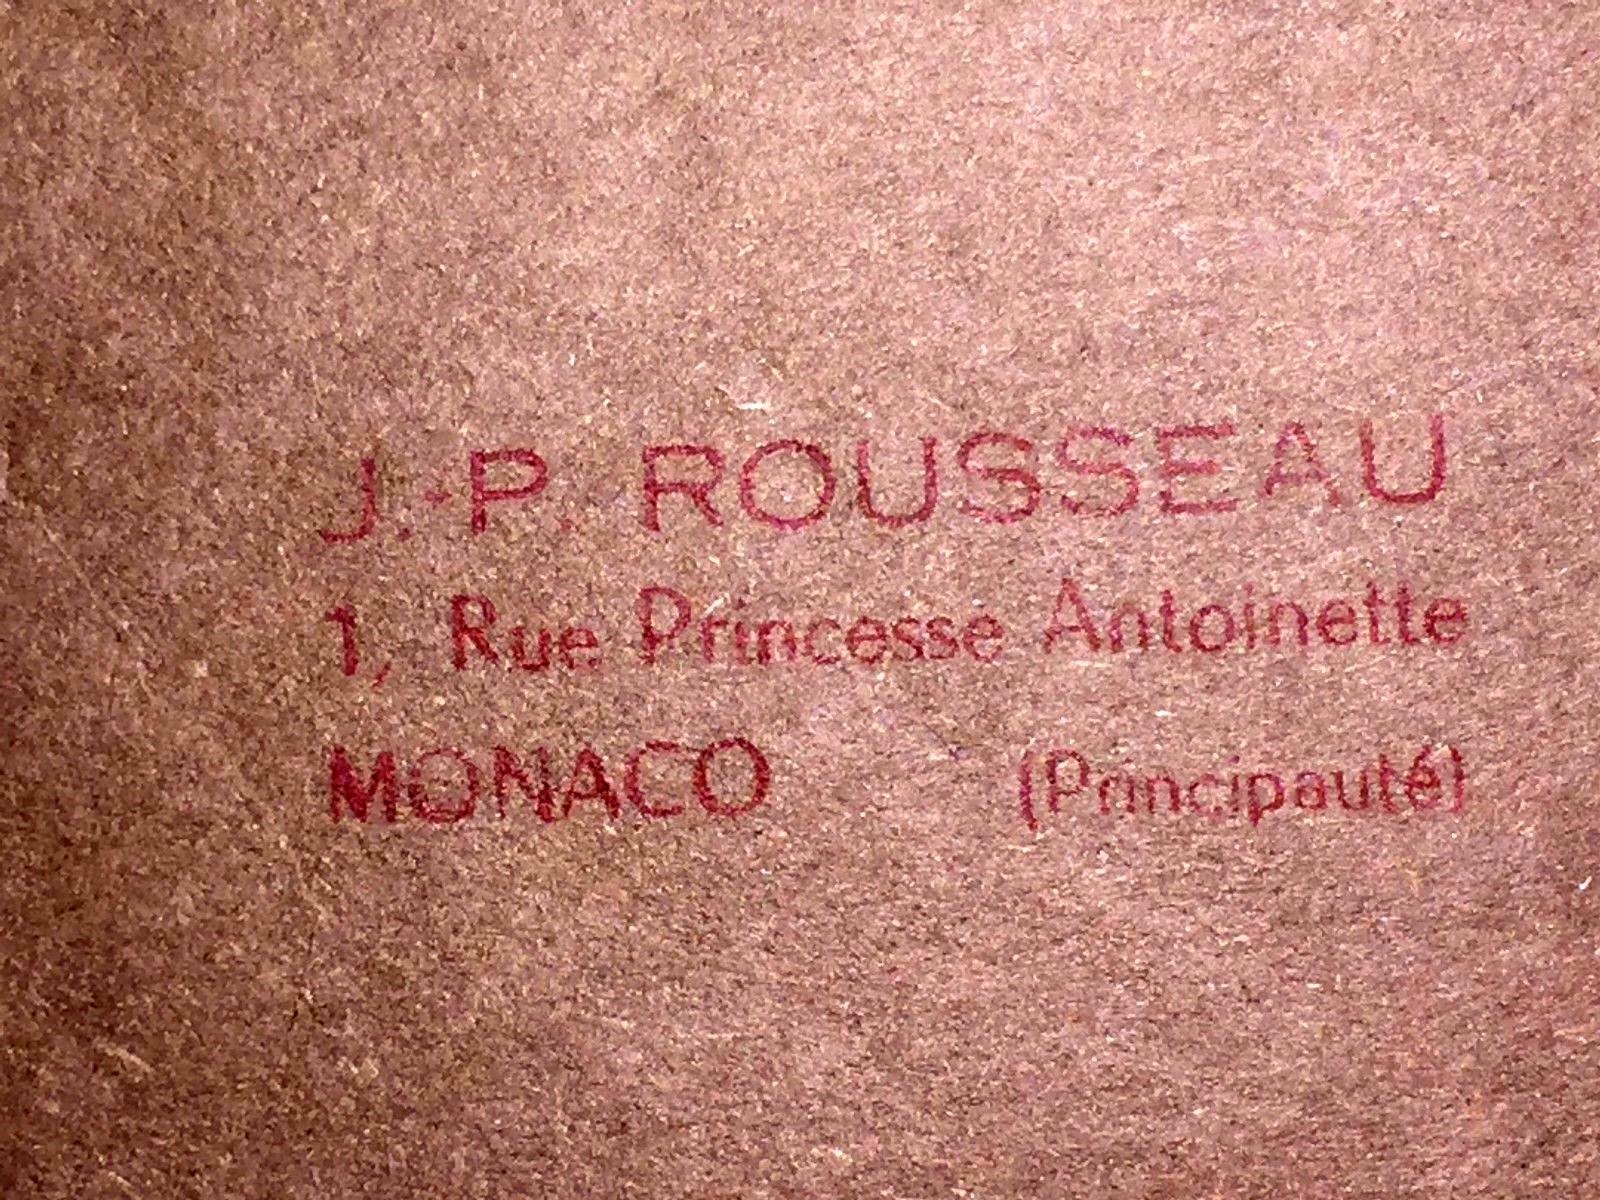 J.-P. ROUSSEAU
1, Rue Princesse Antoinette
MONACO (Principauté)